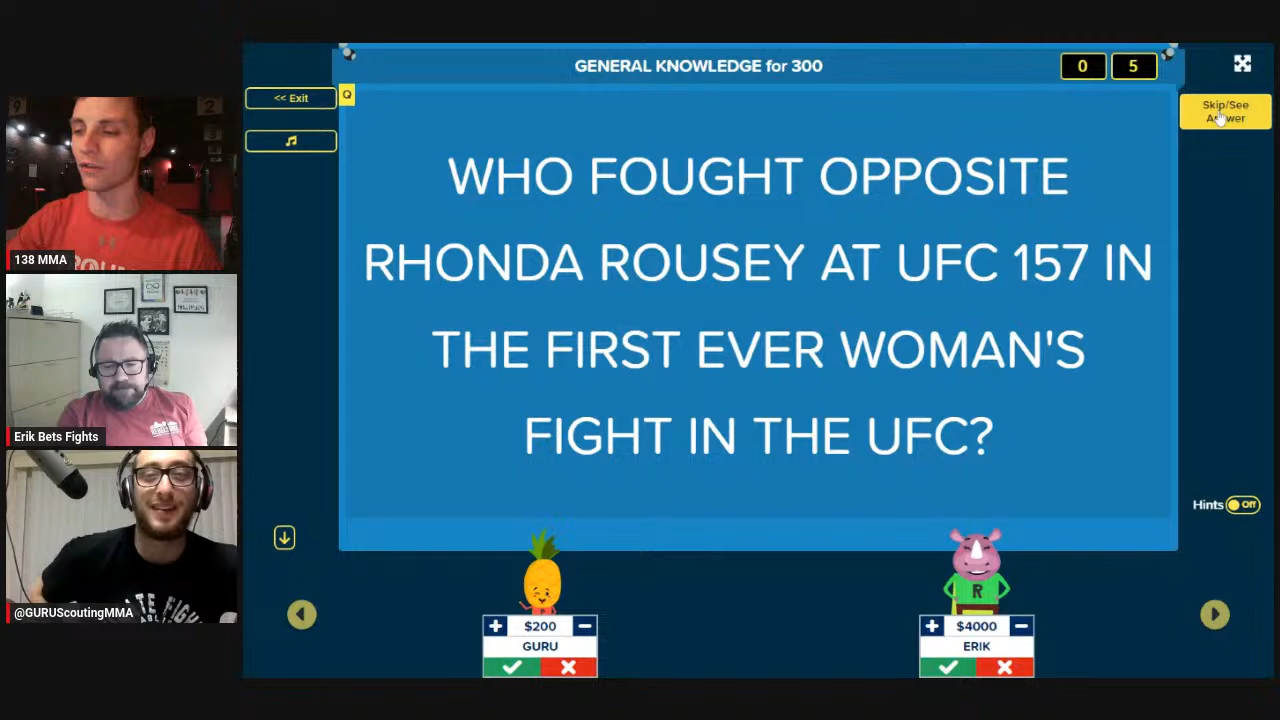 GENERAL KNOWLEDGE for 300
0
5
<< Exit
Q
Skip/See
Answer
WHO FOUGHT OPPOSITE
RHONDA ROUSEY AT UFC 157 IN
THE FIRST EVER WOMAN'S
FIGHT IN THE UFC?
138 MMA
Erik Bets Fights
@GURUScoutingMMA
Hints
Off
R
+ $200 −
GURU
+ $4000 −
ERIK